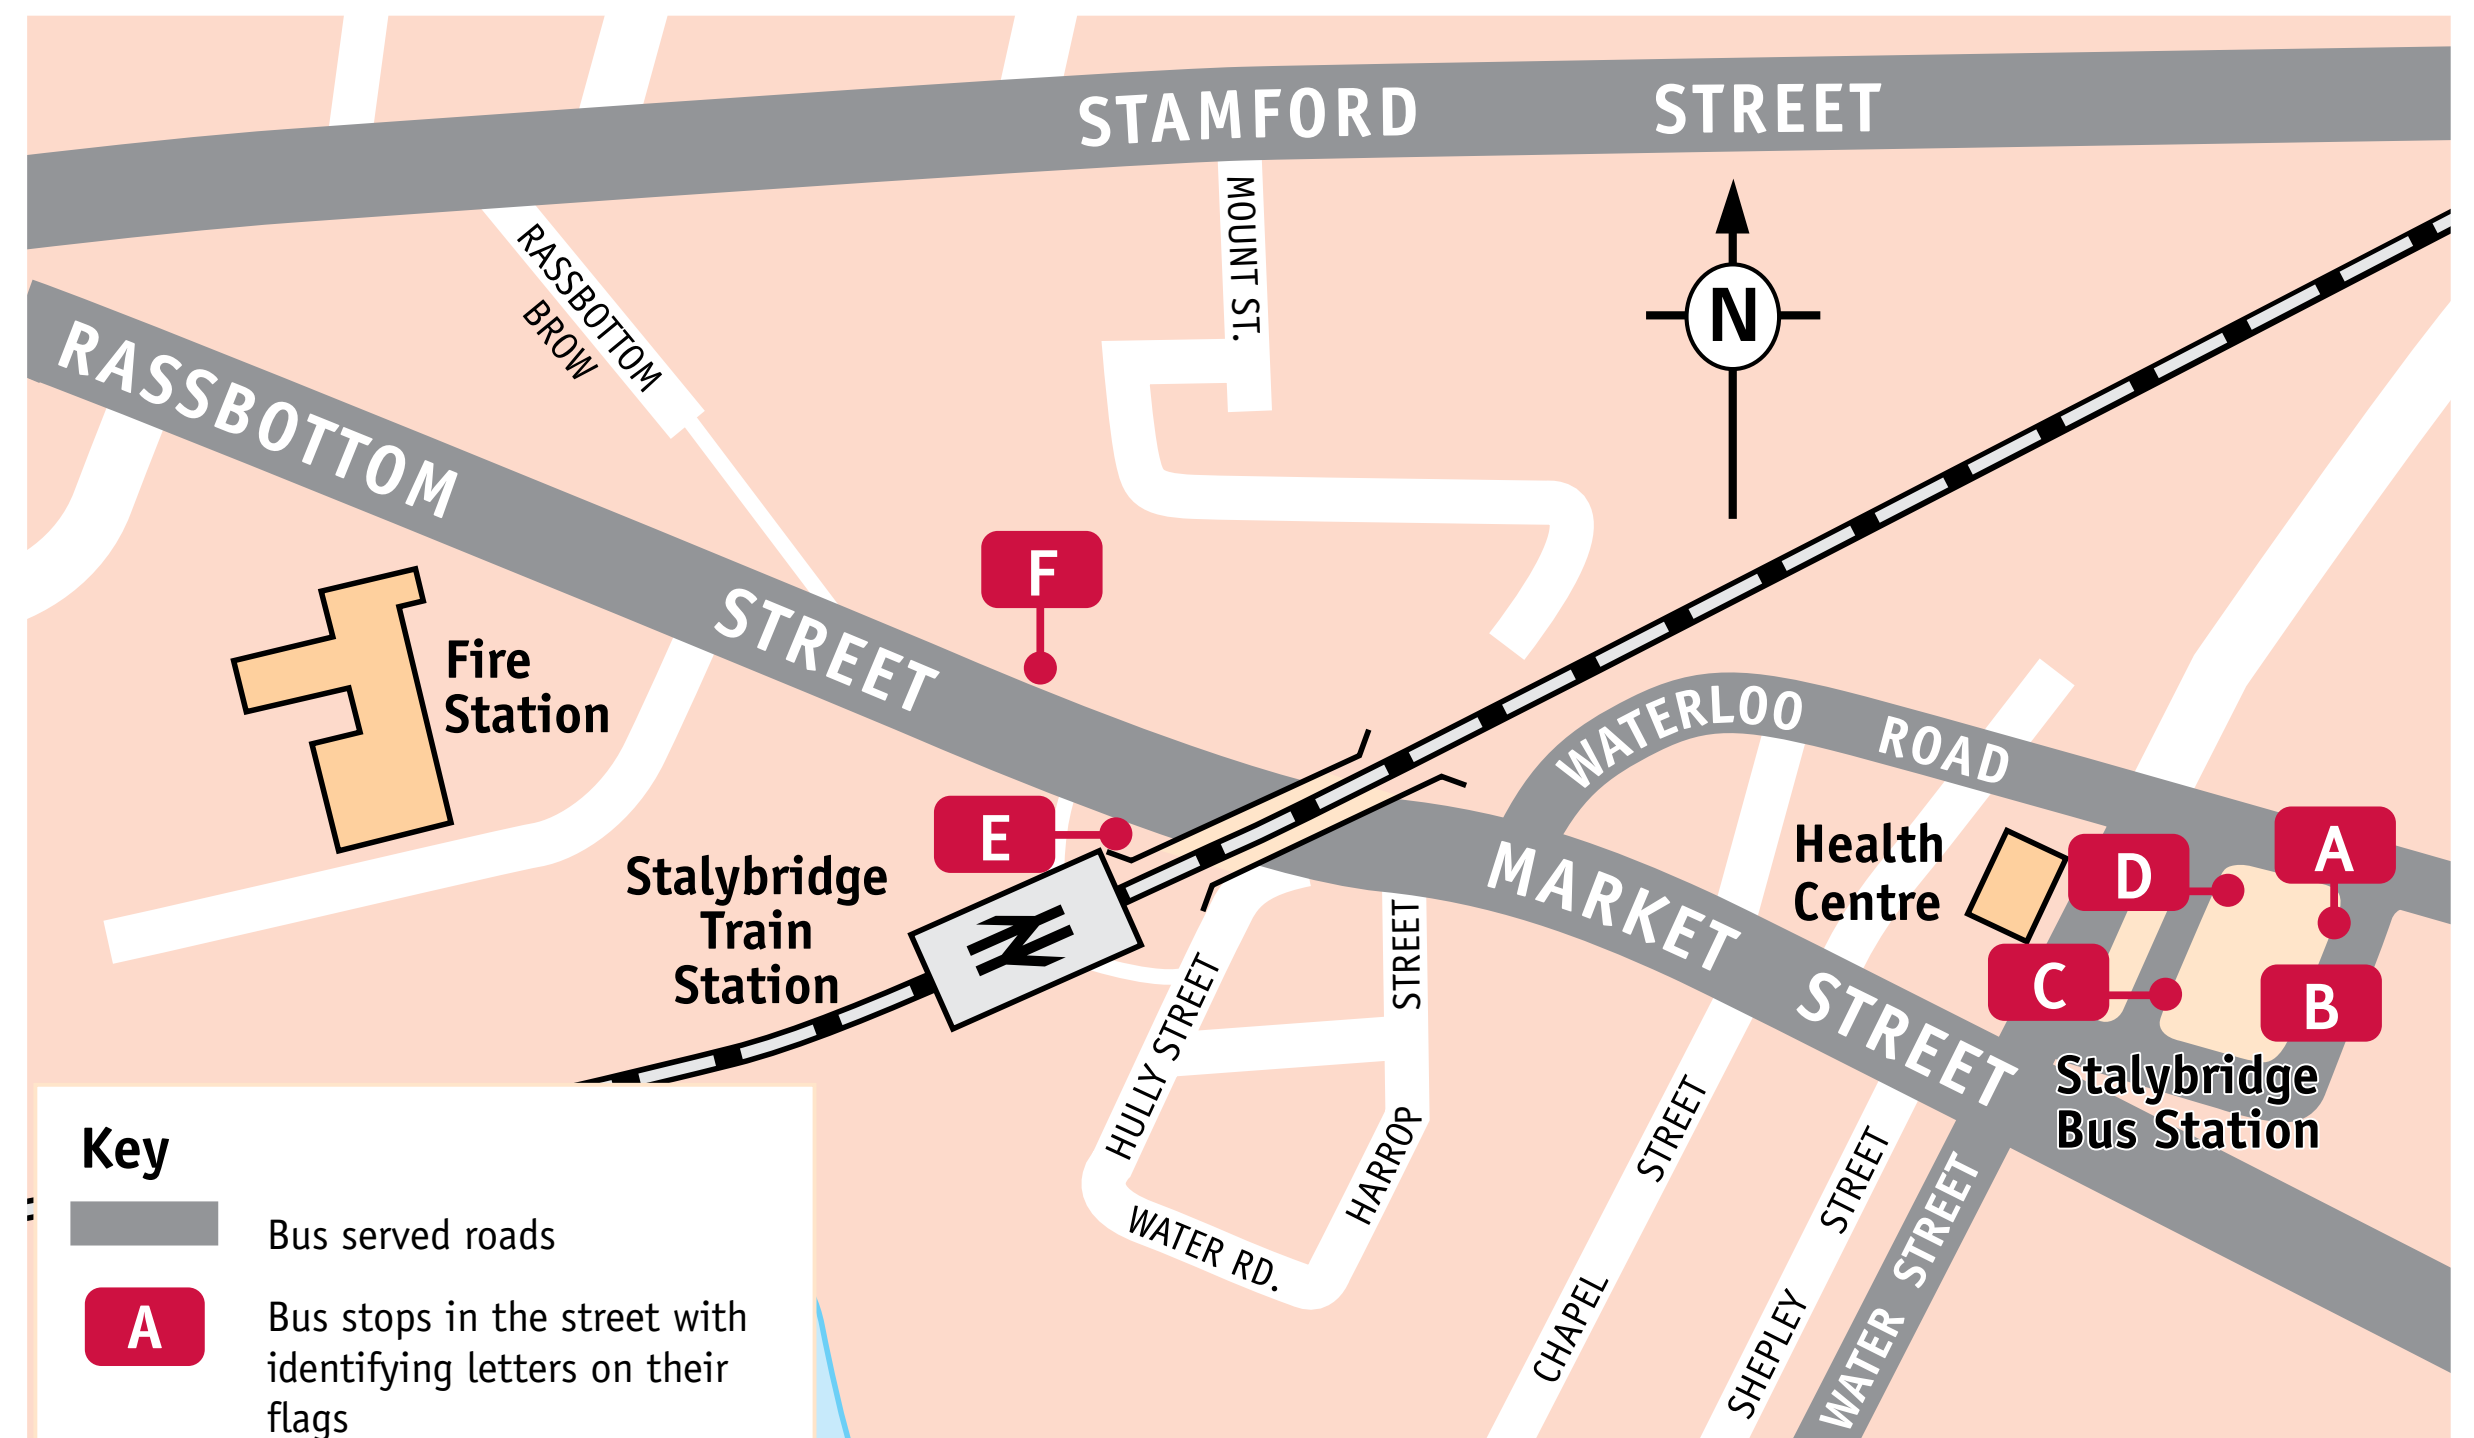 STAMFORD STREET
MOUNT ST.
RASSBOTTOM
BROW
N
RASSBOTTOM STREET
F
Fire
Station
WATERLOO ROAD
E
Stalybridge
Train
Station
MARKET STREET
Health
Centre
D
A
C
B
Stalybridge
Bus Station
HULLY STREET
HARROP STREET
WATER RD.
CHAPEL STREET
SHEPLEY STREET
WATER STREET
Key
Bus served roads
A
Bus stops in the street with
identifying letters on their
flags